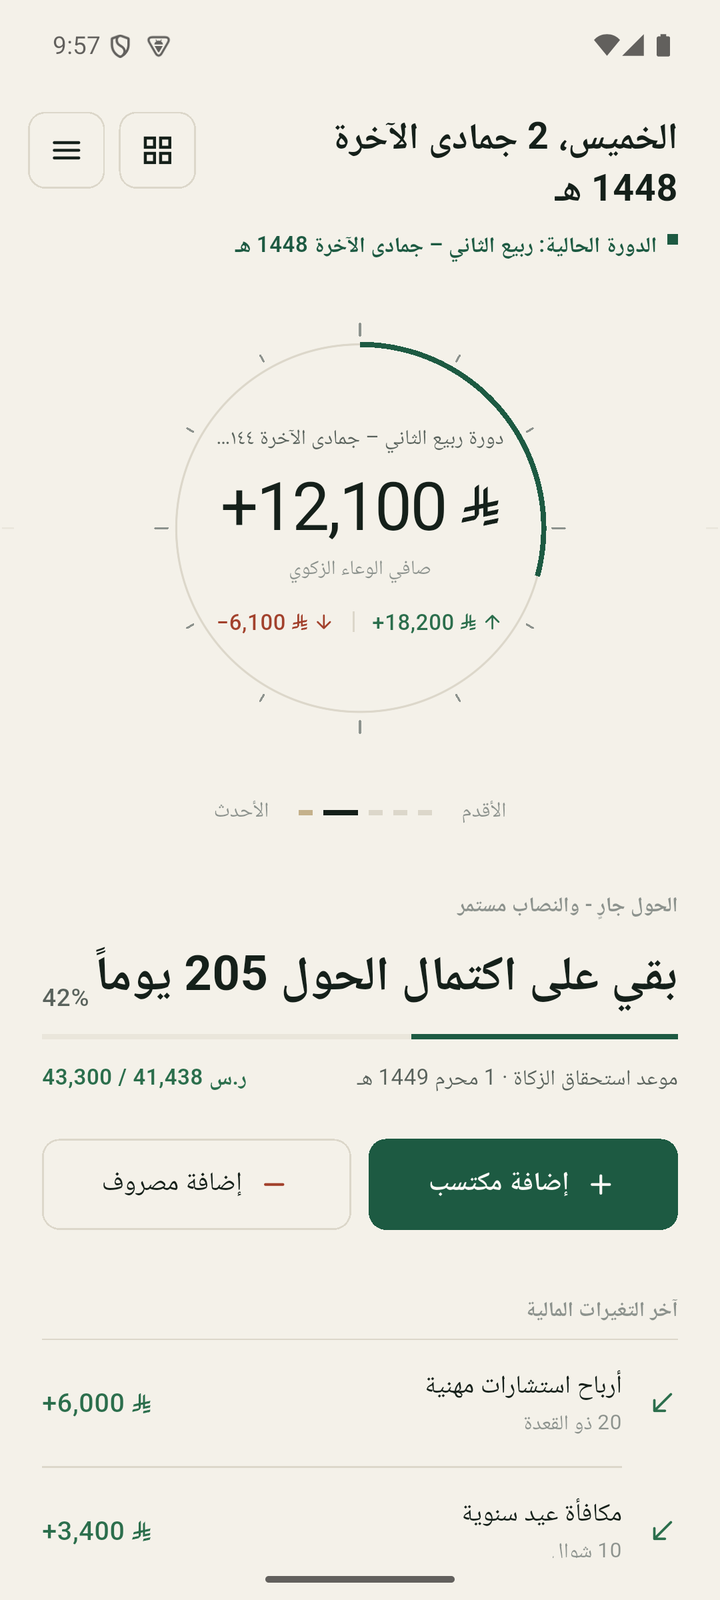 9:57
الخميس، 2 جمادى الآخرة
1448 هـ
الدورة الحالية: ربيع الثاني – جمادى الآخرة 1448 هـ
دورة ربيع الثاني – جمادى الآخرة ١٤٤...
+12,100 ⃁
صافي الوعاء الزكوي
↑ ⃁ +18,200
↓ ⃁ −6,100
الأقدم
الأحدث
الحول جارٍ - والنصاب مستمر
بقي على اكتمال الحول 205 يوماً
42%
موعد استحقاق الزكاة · 1 محرم 1449 هـ
43,300 / 41,438 ر.س
+ إضافة مكتسب
− إضافة مصروف
آخر التغيرات المالية
أرباح استشارات مهنية
+6,000 ⃁
20 ذو القعدة
مكافأة عيد سنوية
+3,400 ⃁
10 شوال